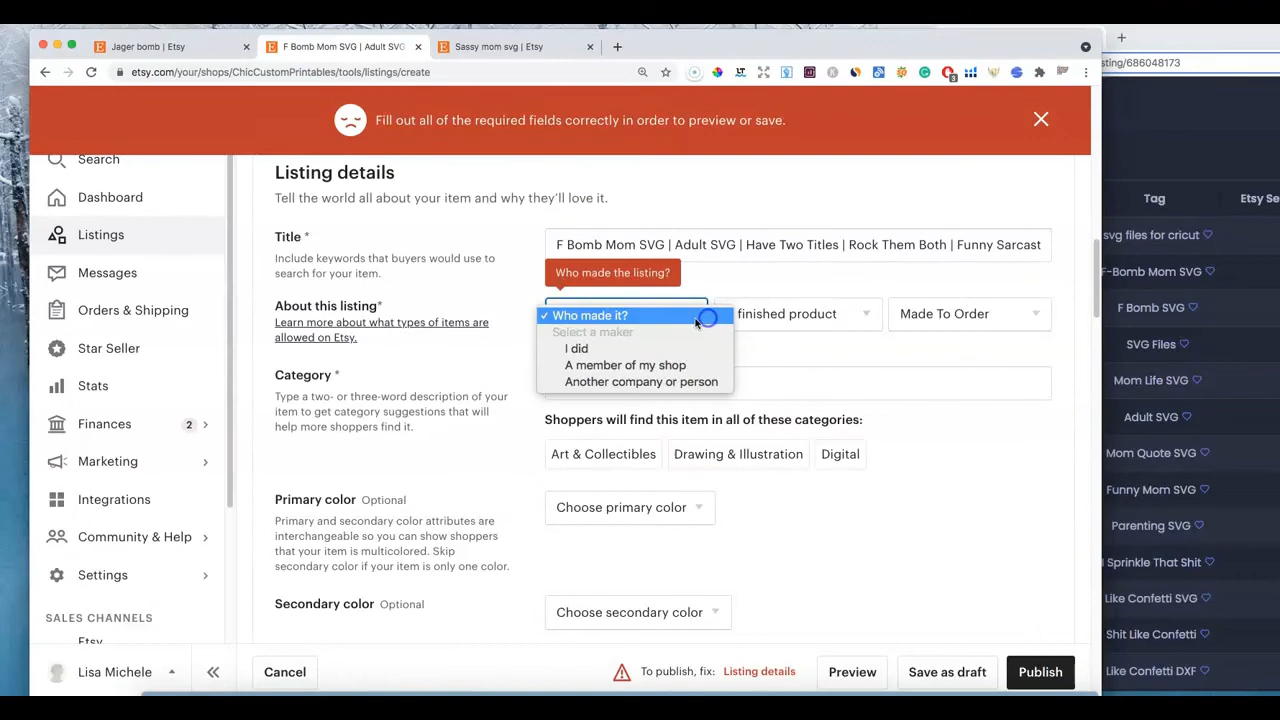 Jager bomb | Etsy
F Bomb Mom SVG | Adult SVG
Sassy mom svg | Etsy
etsy.com/your/shops/ChicCustomPrintables/tools/listings/create
sting/686048173
Fill out all of the required fields correctly in order to preview or save.
Search
Dashboard
Listings
Messages
Orders & Shipping
Star Seller
Stats
Finances 2
Marketing
Integrations
Community & Help
Settings
SALES CHANNELS
Etsy
Lisa Michele
Listing details
Tell the world all about your item and why they'll love it.
Title *
Include keywords that buyers would use to
search for your item.
F Bomb Mom SVG | Adult SVG | Have Two Titles | Rock Them Both | Funny Sarcast
Who made the listing?
About this listing*
Learn more about what types of items are
allowed on Etsy.
✓ Who made it?
Select a maker
I did
A member of my shop
Another company or person
finished product
Made To Order
Category *
Type a two- or three-word description of your
item to get category suggestions that will
help more shoppers find it.
Shoppers will find this item in all of these categories:
Art & Collectibles
Drawing & Illustration
Digital
Primary color Optional
Primary and secondary color attributes are
interchangeable so you can show shoppers
that your item is multicolored. Skip
secondary color if your item is only one color.
Choose primary color
Secondary color Optional
Choose secondary color
Cancel
To publish, fix: Listing details
Preview
Save as draft
Publish
Tag
Etsy Se
svg files for cricut
F-Bomb Mom SVG
F Bomb SVG
SVG Files
Mom Life SVG
Adult SVG
Mom Quote SVG
Funny Mom SVG
Parenting SVG
I Sprinkle That Shit
Like Confetti SVG
Shit Like Confetti
Like Confetti DXF